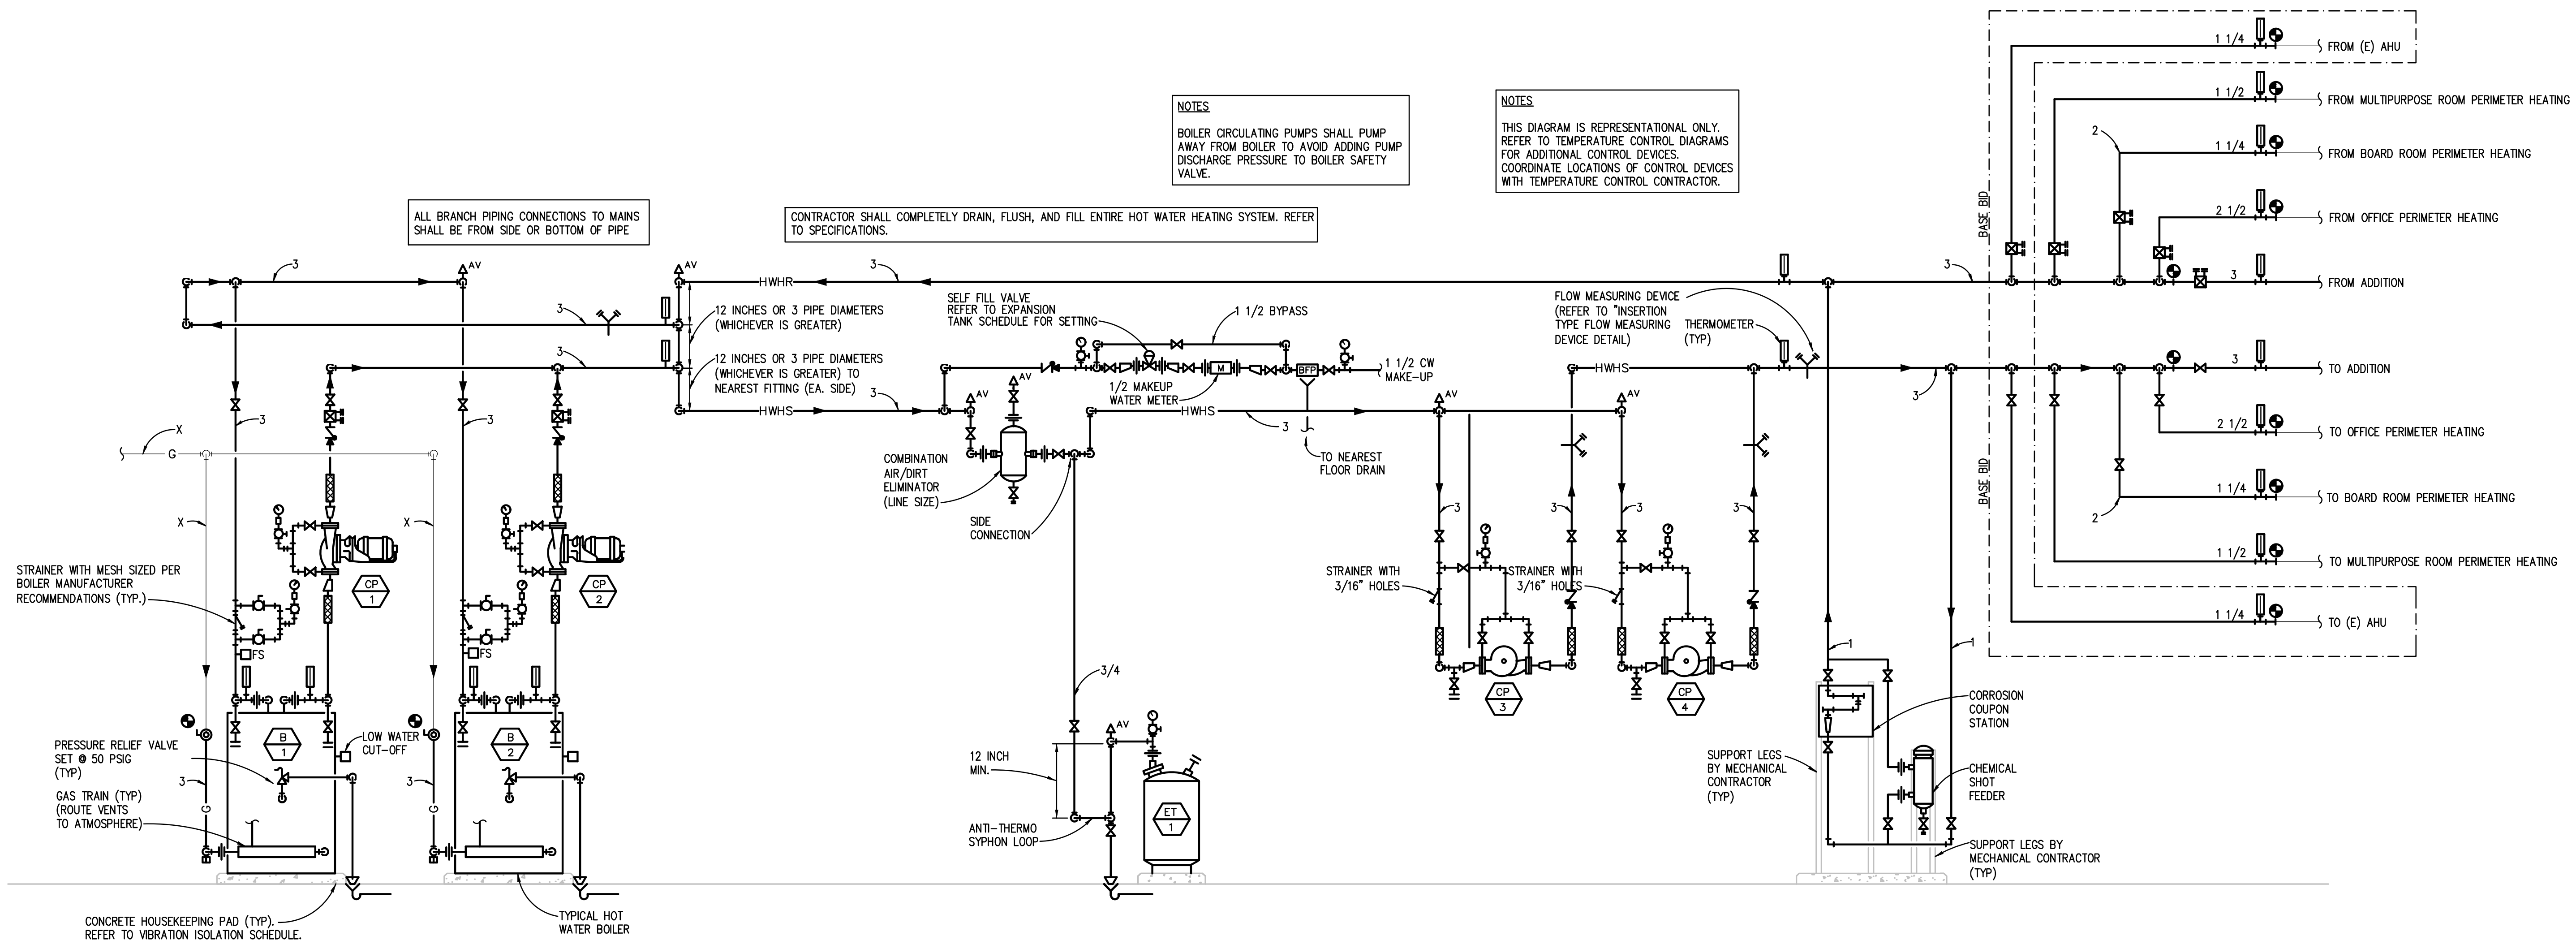 NOTES
BOILER CIRCULATING PUMPS SHALL PUMP
AWAY FROM BOILER TO AVOID ADDING PUMP
DISCHARGE PRESSURE TO BOILER SAFETY
VALVE.
NOTES
THIS DIAGRAM IS REPRESENTATIONAL ONLY.
REFER TO TEMPERATURE CONTROL DIAGRAMS
FOR ADDITIONAL CONTROL DEVICES.
COORDINATE LOCATIONS OF CONTROL DEVICES
WITH TEMPERATURE CONTROL CONTRACTOR.
ALL BRANCH PIPING CONNECTIONS TO MAINS
SHALL BE FROM SIDE OR BOTTOM OF PIPE
CONTRACTOR SHALL COMPLETELY DRAIN, FLUSH, AND FILL ENTIRE HOT WATER HEATING SYSTEM. REFER
TO SPECIFICATIONS.
1 1/4
FROM (E) AHU
1 1/2
FROM MULTIPURPOSE ROOM PERIMETER HEATING
2
1 1/4
FROM BOARD ROOM PERIMETER HEATING
BASE BID
2 1/2
FROM OFFICE PERIMETER HEATING
3
3
FROM ADDITION
3
AV
AV
HWHR
3
3
12 INCHES OR 3 PIPE DIAMETERS
(WHICHEVER IS GREATER)
3
12 INCHES OR 3 PIPE DIAMETERS
(WHICHEVER IS GREATER) TO
NEAREST FITTING (EA. SIDE)
HWHS
3
SELF FILL VALVE
REFER TO EXPANSION
TANK SCHEDULE FOR SETTING
1 1/2 BYPASS
M
BFP
1 1/2 CW
MAKE-UP
1/2 MAKEUP
WATER METER
AV
AV
HWHS
3
TO NEAREST
FLOOR DRAIN
FLOW MEASURING DEVICE
(REFER TO "INSERTION
TYPE FLOW MEASURING
DEVICE DETAIL)
THERMOMETER
(TYP)
HWHS
3
3
TO ADDITION
2 1/2
TO OFFICE PERIMETER HEATING
BASE BID
2
1 1/4
TO BOARD ROOM PERIMETER HEATING
1 1/2
TO MULTIPURPOSE ROOM PERIMETER HEATING
1 1/4
TO (E) AHU
X
G
3
3
X
X
STRAINER WITH MESH SIZED PER
BOILER MANUFACTURER
RECOMMENDATIONS (TYP.)
CP
1
CP
2
FS
FS
COMBINATION
AIR/DIRT
ELIMINATOR
(LINE SIZE)
SIDE
CONNECTION
AV
AV
3
3
3
3
STRAINER WITH
3/16" HOLES
STRAINER WITH
3/16" HOLES
CP
3
CP
4
3/4
1
1
PRESSURE RELIEF VALVE
SET @ 50 PSIG
(TYP)
B
1
LOW WATER
CUT-OFF
B
2
3
3
GAS TRAIN (TYP)
(ROUTE VENTS
TO ATMOSPHERE)
G
G
AV
12 INCH
MIN.
ET
1
ANTI-THERMO
SYPHON LOOP
CORROSION
COUPON
STATION
SUPPORT LEGS
BY MECHANICAL
CONTRACTOR
(TYP)
CHEMICAL
SHOT
FEEDER
SUPPORT LEGS BY
MECHANICAL CONTRACTOR
(TYP)
CONCRETE HOUSEKEEPING PAD (TYP).
REFER TO VIBRATION ISOLATION SCHEDULE.
TYPICAL HOT
WATER BOILER